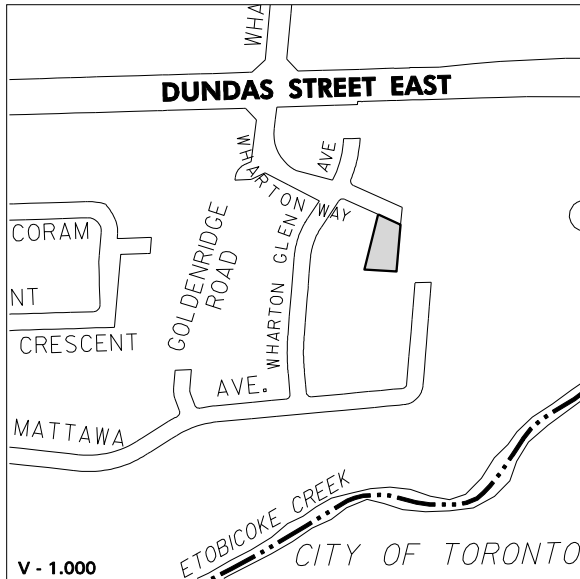 WHA
DUNDAS STREET EAST
WHARTON WAY
AVE
CORAM
GOLDENRIDGE
ROAD
WHARTON GLEN
NT
CRESCENT
AVE.
MATTAWA
ETOBICOKE CREEK
CITY OF TORONTO
V - 1.000